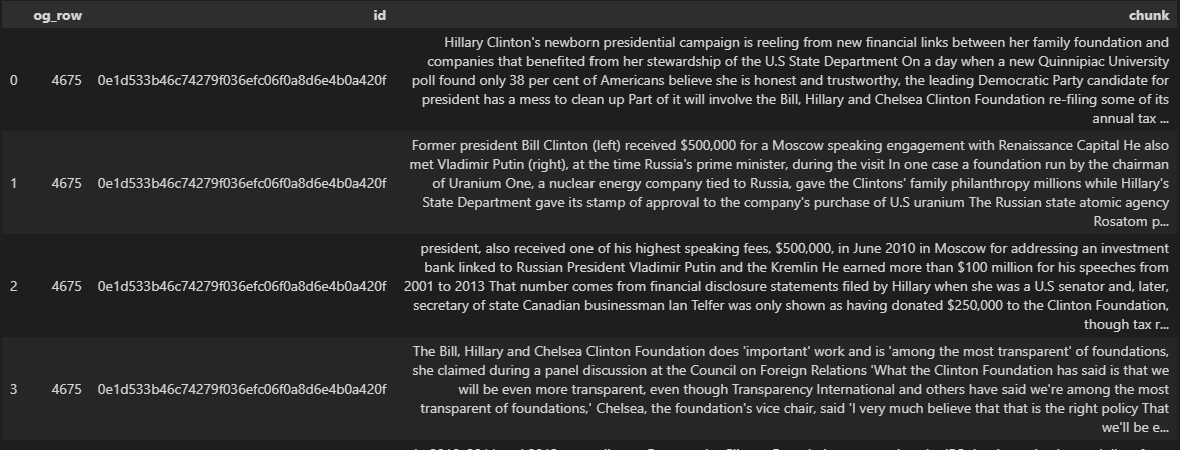 og_row id chunk
Hillary Clinton's newborn presidential campaign is reeling from new financial links between her family foundation and
companies that benefited from her stewardship of the U.S State Department On a day when a new Quinnipiac University
0 4675 0e1d533b46c74279f036efc06f0a8d6e4b0a420f poll found only 38 per cent of Americans believe she is honest and trustworthy, the leading Democratic Party candidate for
president has a mess to clean up Part of it will involve the Bill, Hillary and Chelsea Clinton Foundation re-filing some of its
annual tax ...
Former president Bill Clinton (left) received $500,000 for a Moscow speaking engagement with Renaissance Capital He also
met Vladimir Putin (right), at the time Russia's prime minister, during the visit In one case a foundation run by the chairman
1 4675 0e1d533b46c74279f036efc06f0a8d6e4b0a420f of Uranium One, a nuclear energy company tied to Russia, gave the Clintons' family philanthropy millions while Hillary's
State Department gave its stamp of approval to the company's purchase of U.S uranium The Russian state atomic agency
Rosatom p...
president, also received one of his highest speaking fees, $500,000, in June 2010 in Moscow for addressing an investment
bank linked to Russian President Vladimir Putin and the Kremlin He earned more than $100 million for his speeches from
2 4675 0e1d533b46c74279f036efc06f0a8d6e4b0a420f 2001 to 2013 That number comes from financial disclosure statements filed by Hillary when she was a U.S senator and, later,
secretary of state Canadian businessman Ian Telfer was only shown as having donated $250,000 to the Clinton Foundation,
though tax r...
The Bill, Hillary and Chelsea Clinton Foundation does 'important' work and is 'among the most transparent' of foundations,
she claimed during a panel discussion at the Council on Foreign Relations 'What the Clinton Foundation has said is that we
3 4675 0e1d533b46c74279f036efc06f0a8d6e4b0a420f will be even more transparent, even though Transparency International and others have said we're among the most
transparent of foundations,' Chelsea, the foundation's vice chair, said 'I very much believe that that is the right policy That
we'll be e...